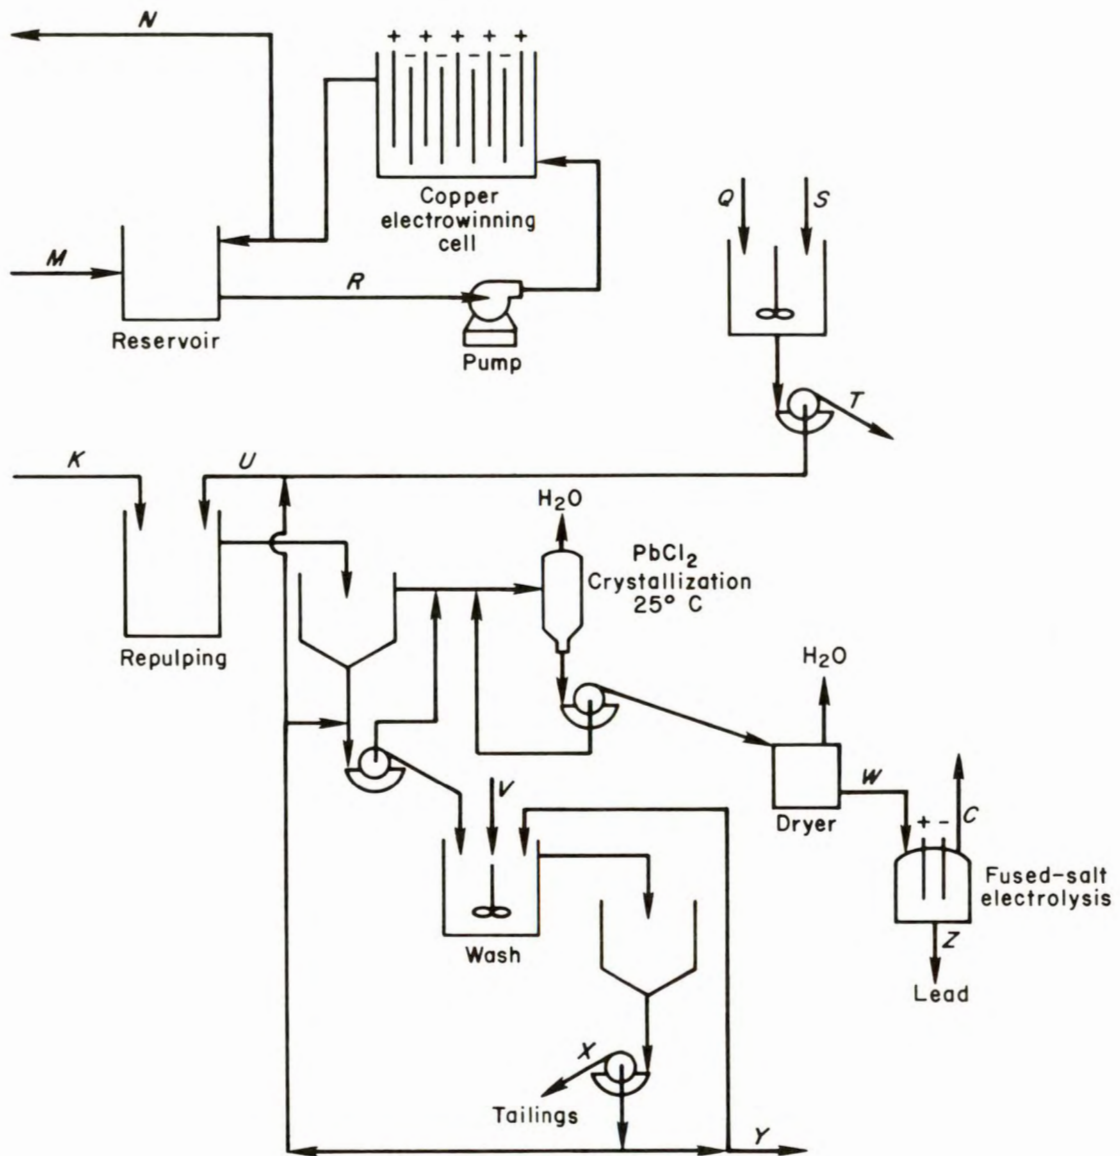 N
+ + + + +
- - - -
Copper
electrowinning
cell
Q
S
M
R
Reservoir
Pump
T
K
U
H2O
PbCl2
Crystallization
25° C
Repulping
H2O
V
W
C
Dryer
+ -
Fused-salt
electrolysis
Wash
Z
Lead
X
Tailings
Y